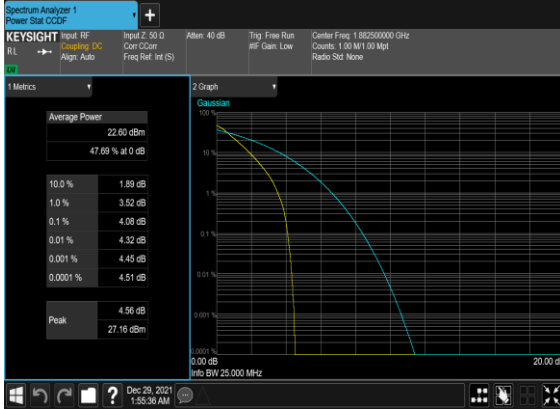 Spectrum Analyzer 1
Power Stat CCDF
+
KEYSIGHT
Input: RF
Input Z: 50 Ω
Atten: 40 dB
Trig: Free Run
Center Freq: 1.882500000 GHz
RL
Coupling: DC
Corr CCorr
#IF Gain: Low
Counts: 1.00 M/1.00 Mpt
Align: Auto
Freq Ref: Int (S)
Radio Std: None
1 Metrics
2 Graph
Gaussian
Average Power
22.60 dBm
47.69 % at 0 dB
10.0 % 1.89 dB
1.0 % 3.52 dB
0.1 % 4.08 dB
0.01 % 4.32 dB
0.001 % 4.45 dB
0.0001 % 4.51 dB
Peak
4.56 dB
27.16 dBm
100 %
10 %
1 %
0.1 %
0.01 %
0.001 %
0.0001 %
0.00 dB
20.00 d
Info BW 25.000 MHz
?
Dec 29, 2021
1:55:36 AM